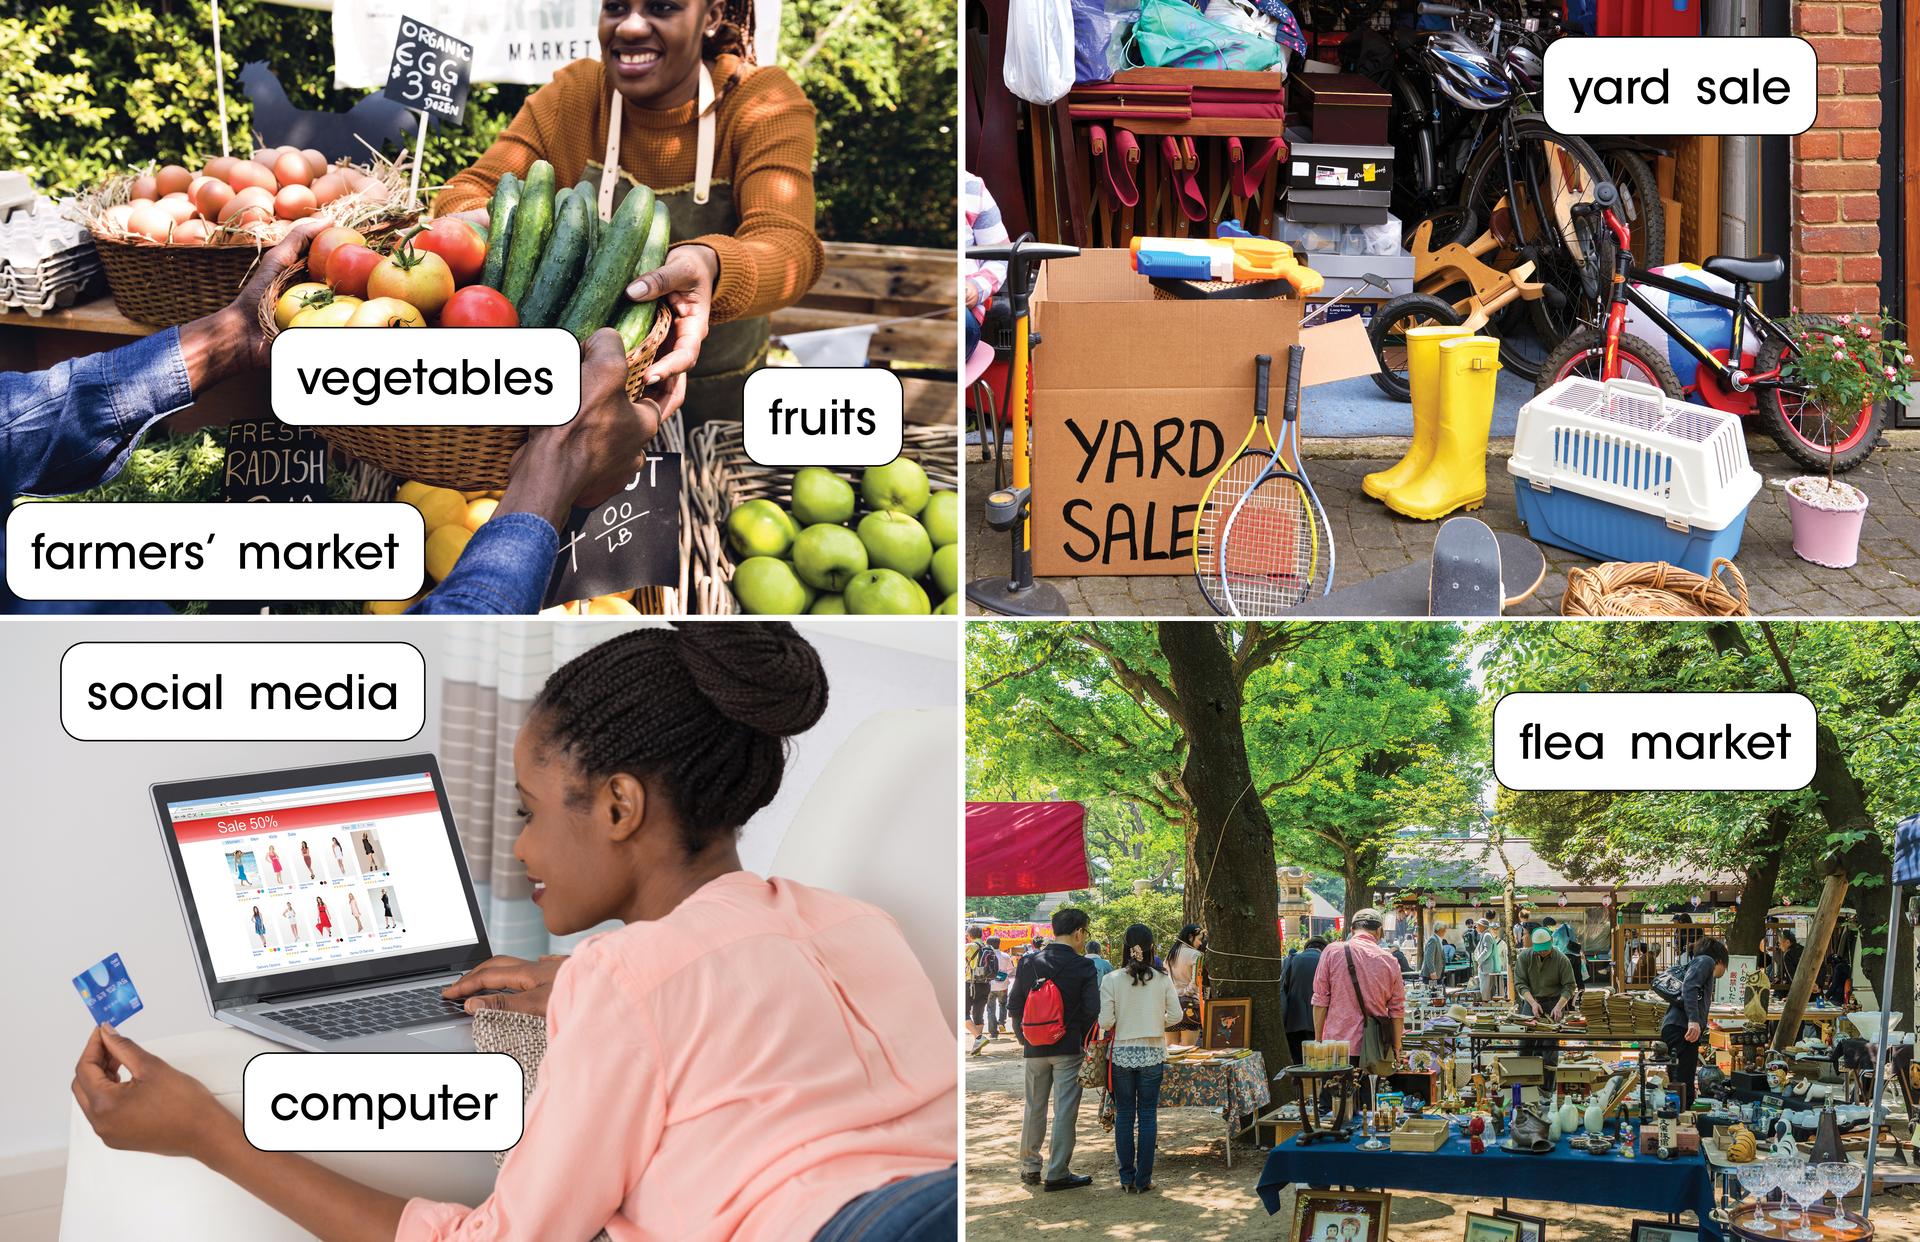 MARKET
ORGANIC
EGG
$3.99
DOZEN
vegetables
fruits
FRESH
RADISH
OO
LB
farmers’ market
yard sale
YARD
SALE
social media
Sale 50%
computer
flea market